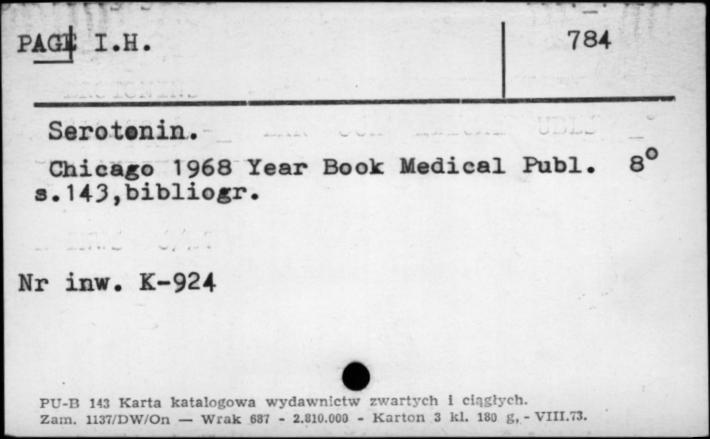 PAGE I.H. 784
Serotonin.
Chicago 1968 Year Book Medical Publ. 8°
s.143,bibliogr.
Nr inw. K-924
PU-B 143 Karta katalogowa wydawnictw zwartych i ciągłych.
Zam. 1137/DW/On — Wrak 687 - 2.810.000 - Karton 3 kl. 180 g, - VIII.73.